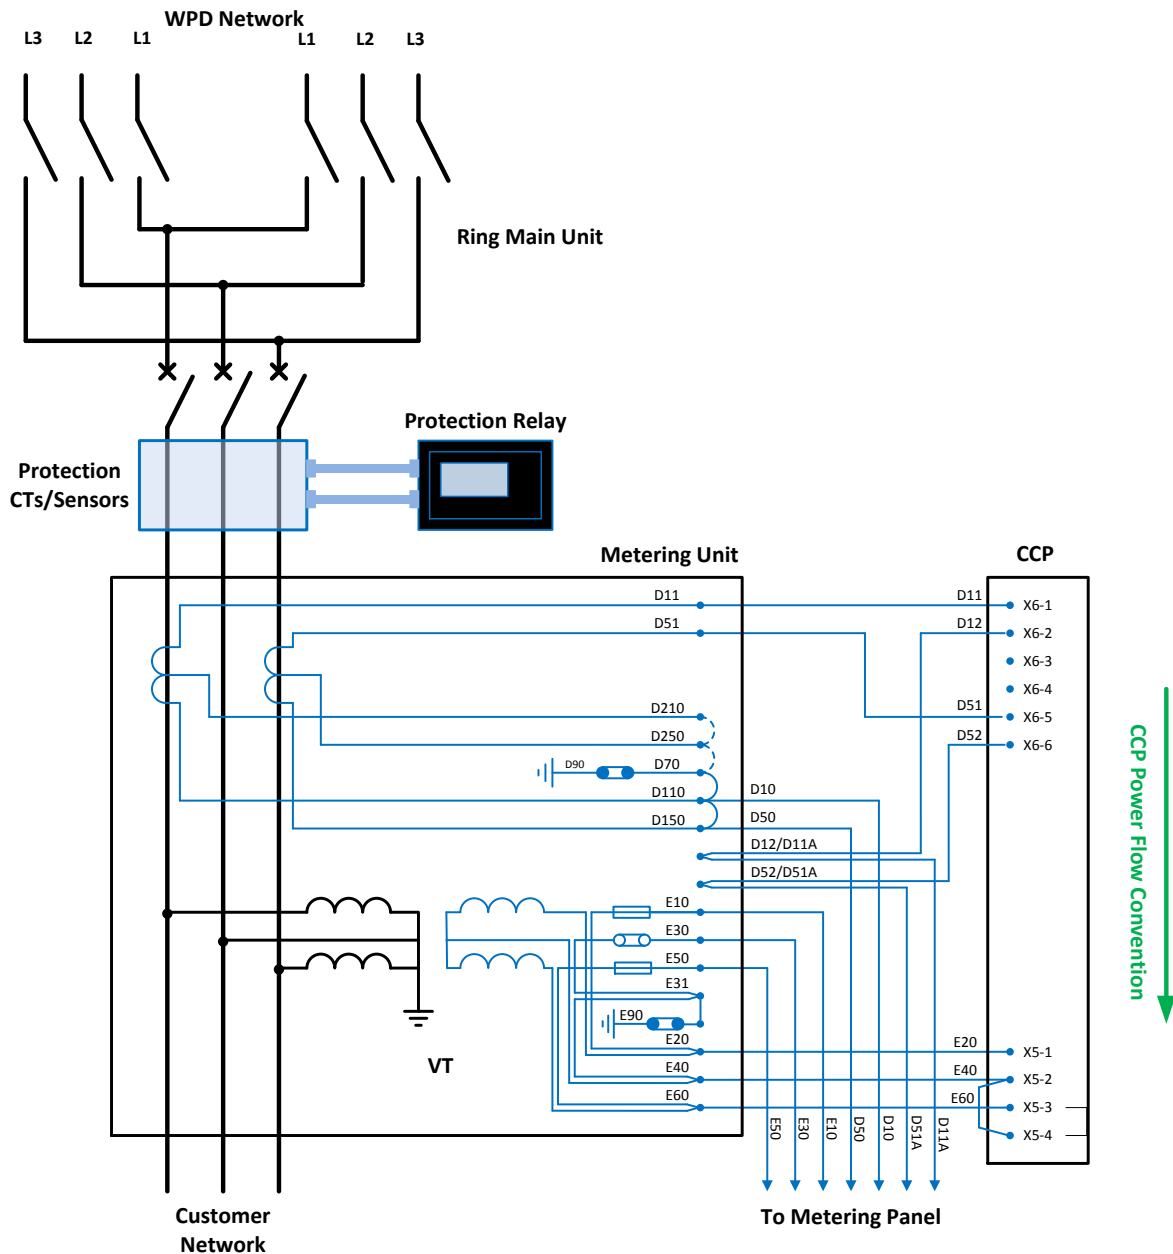 WPD Network
L3 L2 L1 L1 L2 L3
Ring Main Unit
Protection Relay
Protection
CTs/Sensors
Metering Unit
CCP
D11 D11 X6-1
D51 D12 X6-2
X6-3
X6-4
D210 D51 X6-5
D250 D52 X6-6
D90 D70
D110 D10
D150 D50
D12/D11A
D52/D51A
E10
E30
E50
E31
E90
E20 E20 X5-1
E40 E40 X5-2
E60 E60 X5-3
X5-4
VT
E50 E30 E10 D50 D10 D51A D11A
CCP Power Flow Convention
Customer
Network
To Metering Panel